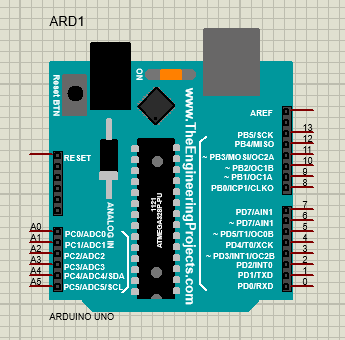 ARD1
ON
Reset BTN
www.TheEngineeringProjects.com
RESET
ANALOG IN
1121
ATMEGA328P-PU
A0 PC0/ADC0
A1 PC1/ADC1
A2 PC2/ADC2
A3 PC3/ADC3
A4 PC4/ADC4/SDA
A5 PC5/ADC5/SCL
AREF
PB5/SCK 13
PB4/MISO 12
~ PB3/MOSI/OC2A 11
~ PB2/OC1B 10
~ PB1/OC1A 9
PB0/ICP1/CLKO 8
PD7/AIN1 7
~ PD7/AIN1 6
~ PD5/T1/OC0B 5
PD4/T0/XCK 4
~ PD3/INT1/OC2B 3
PD2/INT0 2
PD1/TXD 1
PD0/RXD 0
ARDUINO UNO